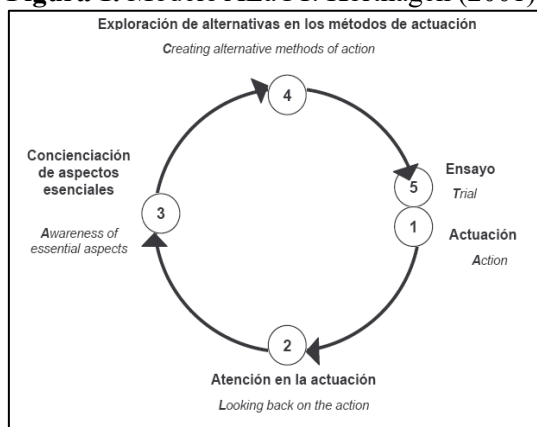 Exploración de alternativas en los métodos de actuación
Creating alternative methods of action
4
Concienciación
de aspectos
esenciales
3
Awareness of
essential aspects
5
Ensayo
Trial
1
Actuación
Action
2
Atención en la actuación
Looking back on the action